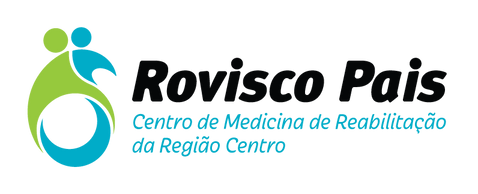 Rovisco Pais
Centro de Medicina de Reabilitação
da Região Centro